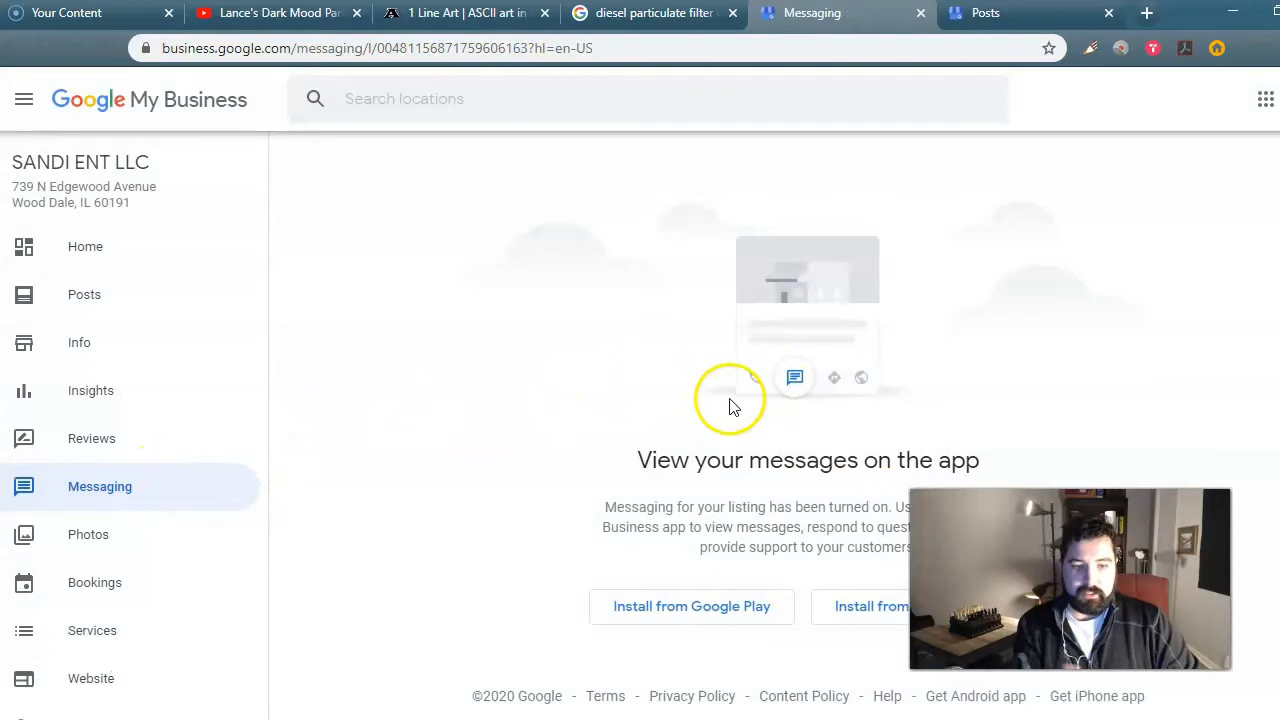 Your Content
Lance's Dark Mood Par
1 Line Art | ASCII art in
diesel particulate filter
Messaging
Posts
business.google.com/messaging/l/00481156871759606163?hl=en-US
Google My Business
Search locations
SANDI ENT LLC
739 N Edgewood Avenue
Wood Dale, IL 60191
Home
Posts
Info
Insights
Reviews
Messaging
Photos
Bookings
Services
Website
View your messages on the app
Messaging for your listing has been turned on. Us
Business app to view messages, respond to quest
provide support to your customers
Install from Google Play
Install from
©2020 Google - Terms - Privacy Policy - Content Policy - Help - Get Android app - Get iPhone app